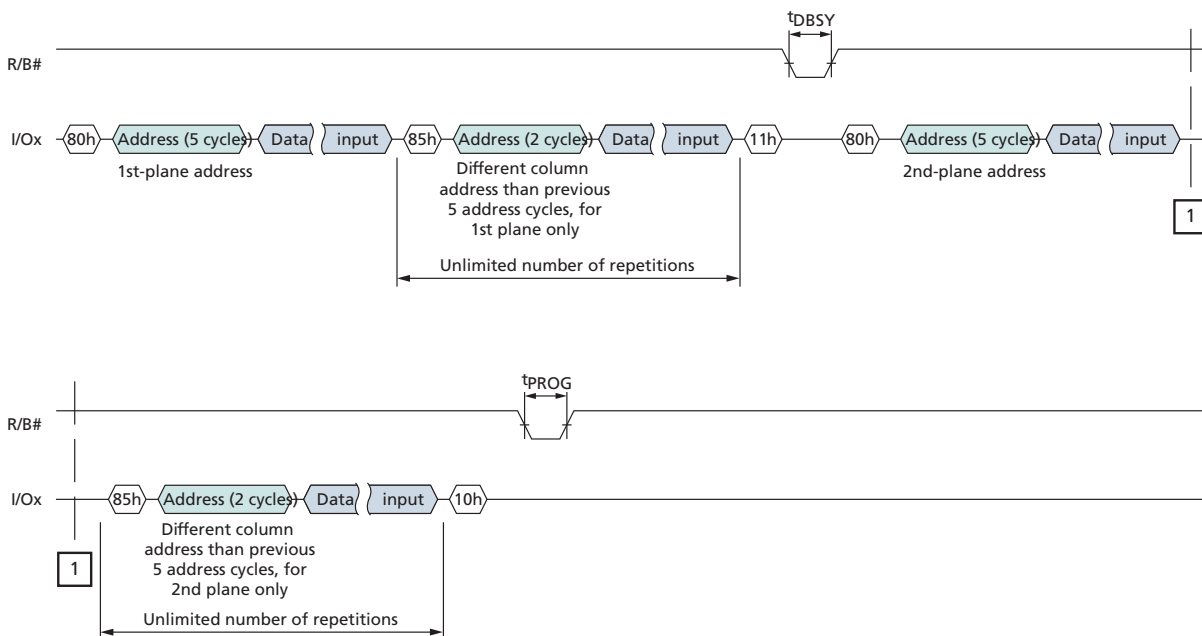 tDBSY
R/B#
I/Ox 80h Address (5 cycles) Data input 85h Address (2 cycles) Data input 11h 80h Address (5 cycles) Data input
1st-plane address
Different column
address than previous
5 address cycles, for
1st plane only
2nd-plane address
1
Unlimited number of repetitions
tPROG
R/B#
I/Ox 85h Address (2 cycles) Data input 10h
Different column
address than previous
5 address cycles, for
2nd plane only
1
Unlimited number of repetitions